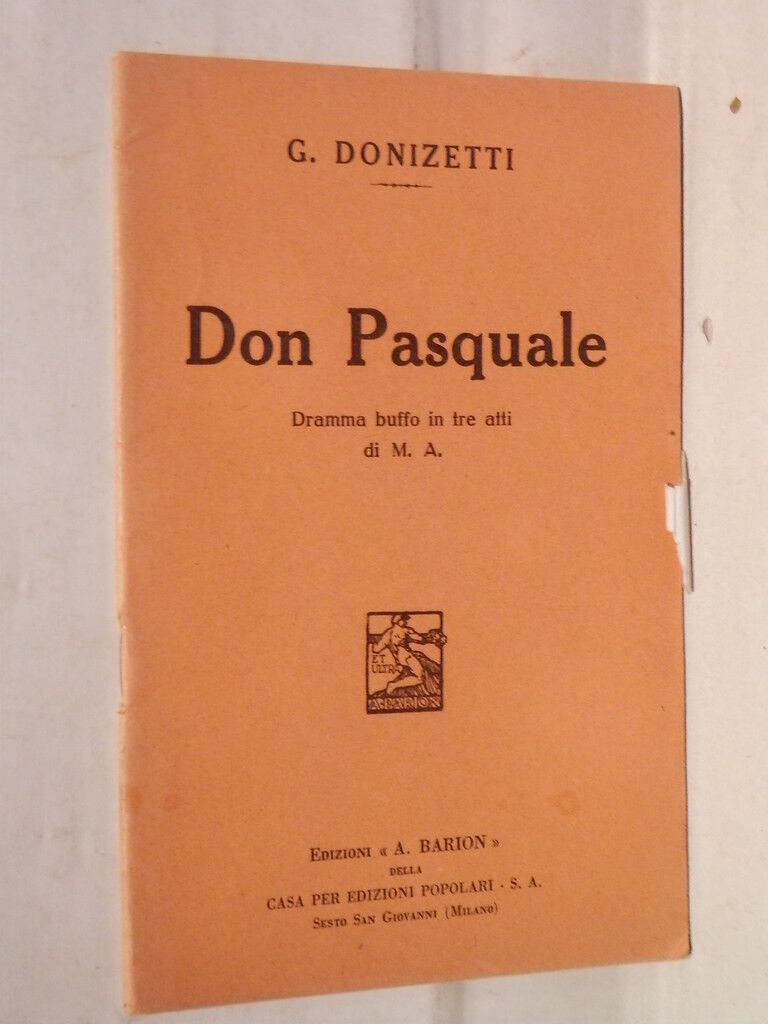 G. DONIZETTI
Don Pasquale
Dramma buffo in tre atti
di M. A.
ET
ULTRA
A. BARION
EDIZIONI « A. BARION »
DELLA
CASA PER EDIZIONI POPOLARI - S. A.
SESTO SAN GIOVANNI (MILANO)